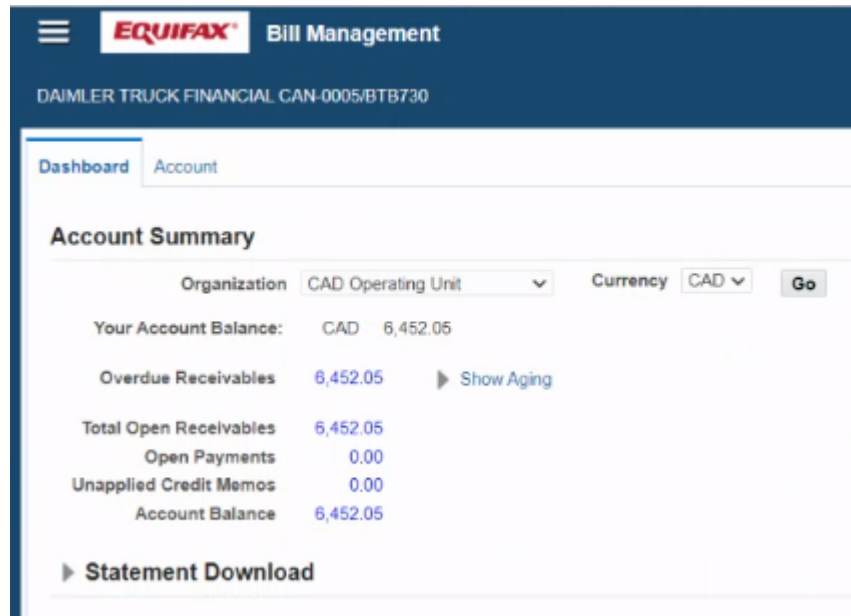 EQUIFAX® Bill Management
DAIMLER TRUCK FINANCIAL CAN-0005/BTB730
Dashboard Account
Account Summary
Organization CAD Operating Unit Currency CAD Go
Your Account Balance: CAD 6,452.05
Overdue Receivables 6,452.05 Show Aging
Total Open Receivables 6,452.05
Open Payments 0.00
Unapplied Credit Memos 0.00
Account Balance 6,452.05
Statement Download